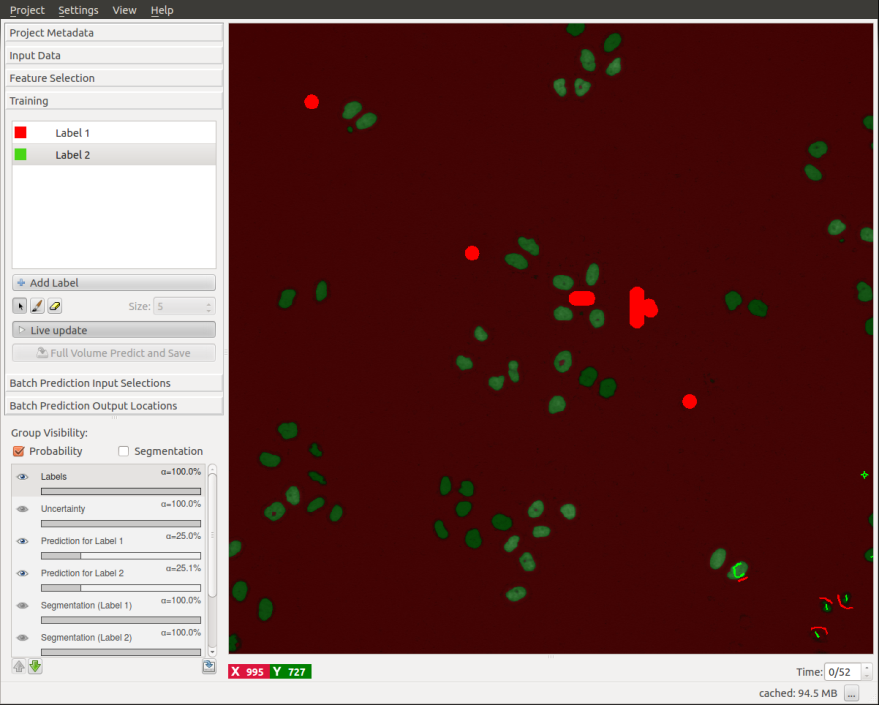 Project Settings View Help
Project Metadata
Input Data
Feature Selection
Training
Label 1
Label 2
Add Label
Size: 5
Live update
Full Volume Predict and Save
Batch Prediction Input Selections
Batch Prediction Output Locations
Group Visibility:
Probability Segmentation
Labels α=100.0%
Uncertainty α=100.0%
Prediction for Label 1 α=25.0%
Prediction for Label 2 α=25.1%
Segmentation (Label 1) α=100.0%
Segmentation (Label 2) α=100.0%
X 995 Y 727
Time: 0/52
cached: 94.5 MB ...